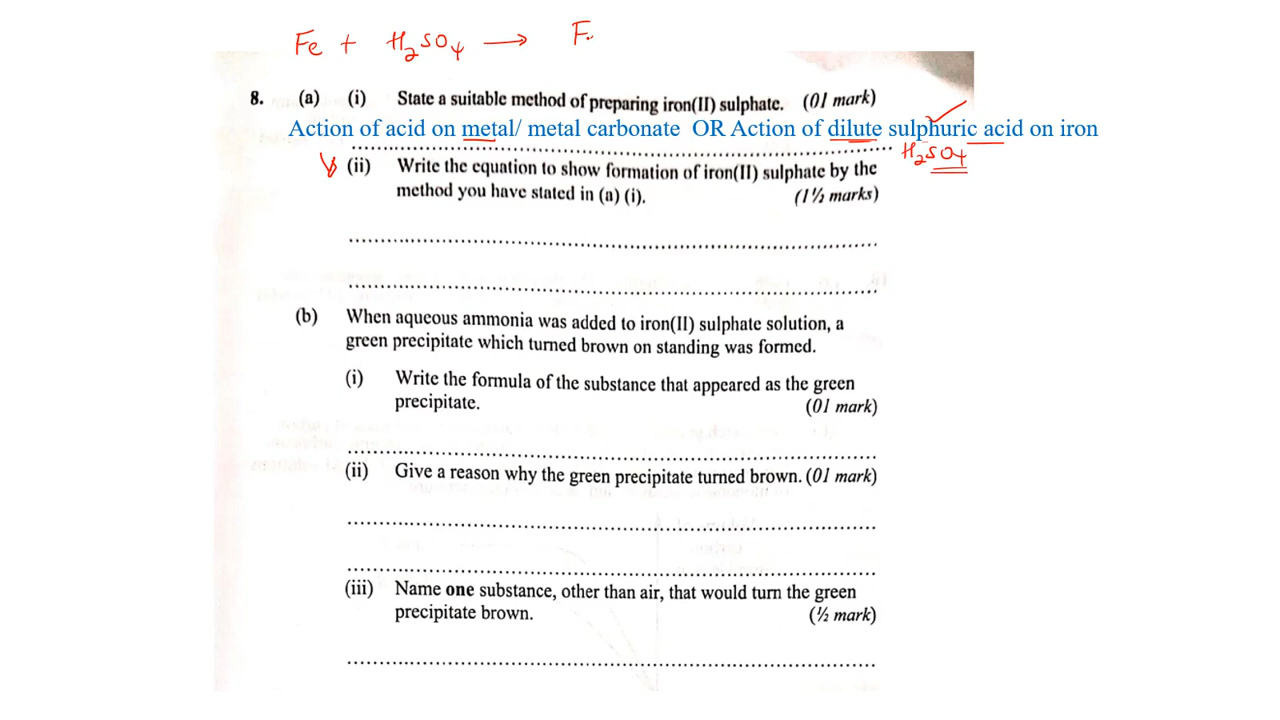 Fe + H₂SO₄ ⟶ F
8. (a) (i) State a suitable method of preparing iron(II) sulphate. (01 mark)
Action of acid on metal/ metal carbonate OR Action of dilute sulphuric acid on iron
H₂SO₄
(ii) Write the equation to show formation of iron(II) sulphate by the
method you have stated in (a) (i). (1½ marks)
(b) When aqueous ammonia was added to iron(II) sulphate solution, a
green precipitate which turned brown on standing was formed.
(i) Write the formula of the substance that appeared as the green
precipitate. (01 mark)
(ii) Give a reason why the green precipitate turned brown. (01 mark)
(iii) Name one substance, other than air, that would turn the green
precipitate brown. (½ mark)